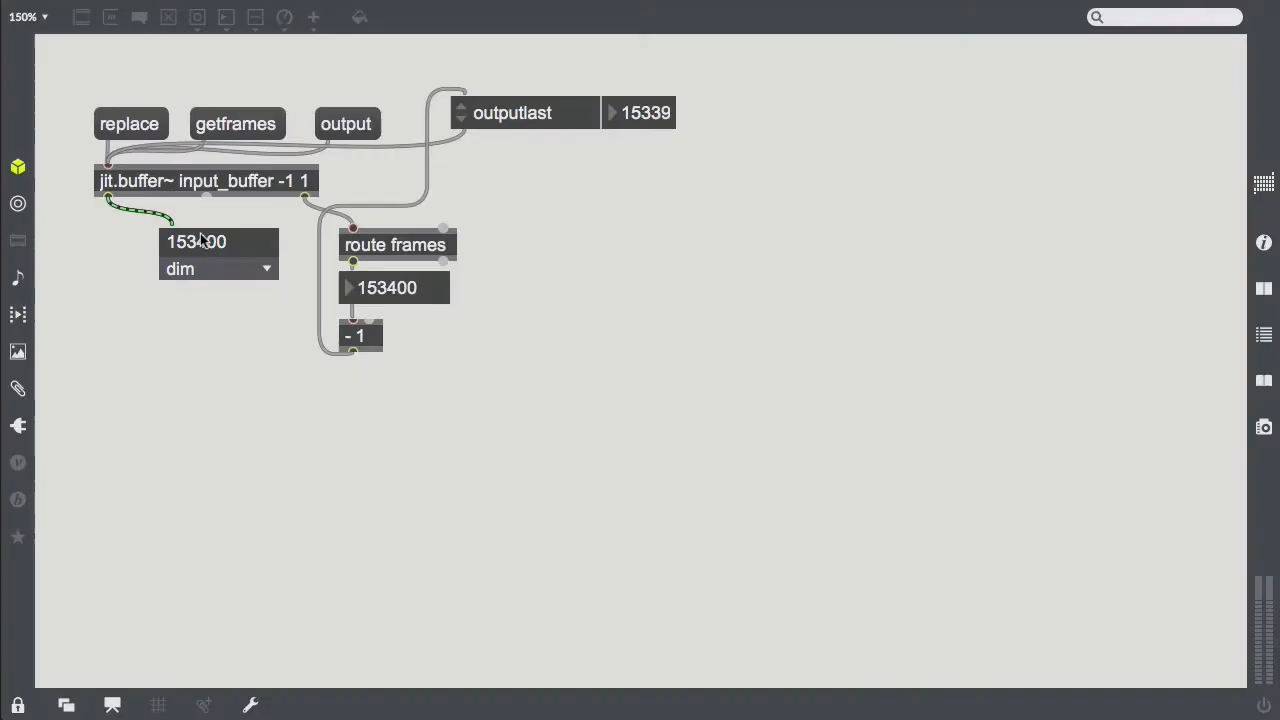 150%
replace
getframes
output
outputlast
15339
jit.buffer~ input_buffer -1 1
153400
dim
route frames
153400
- 1